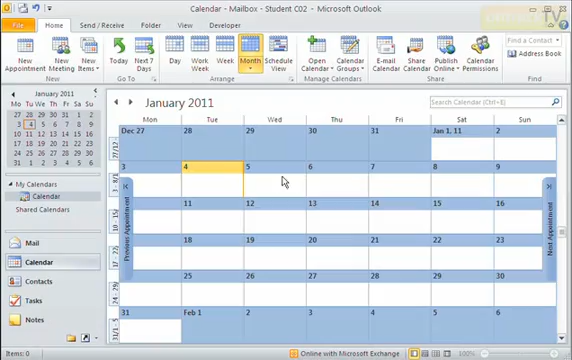 Calendar - Mailbox - Student C02 - Microsoft Outlook
File Home Send / Receive Folder View Developer
New Appointment New Meeting New Items Today Next 7 Days Day Work Week Week Month Schedule View Open Calendar Calendar Groups E-mail Calendar Share Calendar Publish Online Calendar Permissions Find a Contact Address Book
New Go To Arrange Manage Calendars Share Find
January 2011
Mo Tu We Th Fr Sa Su
27 28 29 30 31 1 2
3 4 5 6 7 8 9
10 11 12 13 14 15 16
17 18 19 20 21 22 23
24 25 26 27 28 29 30
31 1 2 3 4 5 6
My Calendars
Calendar
Shared Calendars
Mail
Calendar
Contacts
Tasks
Notes
January 2011 Search Calendar (Ctrl+E)
Mon Tue Wed Thu Fri Sat Sun
Dec 27 28 29 30 31 Jan 1, 11 2
3 4 5 6 7 8 9
11 12 13 14 15 16
18 19 20 21 22 23
25 26 27 28 29 30
31 Feb 1 2 3 4 5 6
Previous Appointment
Next Appointment
Items: 0 Online with Microsoft Exchange 100%